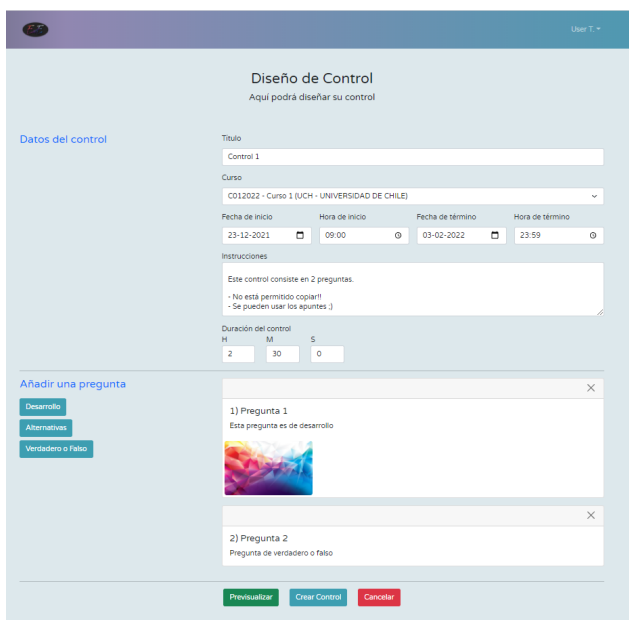 User T.
Diseño de Control
Aquí podrá diseñar su control
Datos del control
Título
Control 1
Curso
C012022 - Curso 1 (UCH - UNIVERSIDAD DE CHILE)
Fecha de inicio Hora de inicio Fecha de término Hora de término
23-12-2021 09:00 03-02-2022 23:59
Instrucciones
Este control consiste en 2 preguntas.
- No está permitido copiar!!
- Se pueden usar los apuntes ;)
Duración del control
H M S
2 30 0
Añadir una pregunta
Desarrollo
Alternativas
Verdadero o Falso
1) Pregunta 1
Esta pregunta es de desarrollo
2) Pregunta 2
Pregunta de verdadero o falso
Previsualizar Crear Control Cancelar